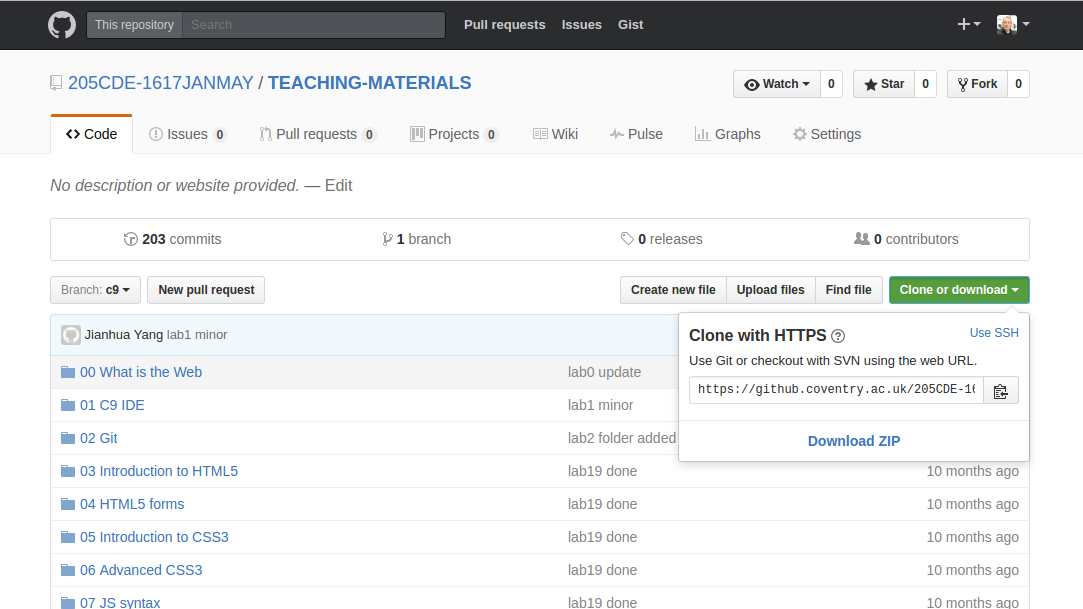 This repository Search Pull requests Issues Gist
205CDE-1617JANMAY / TEACHING-MATERIALS Watch 0 Star 0 Fork 0
Code Issues 0 Pull requests 0 Projects 0 Wiki Pulse Graphs Settings
No description or website provided. — Edit
203 commits 1 branch 0 releases 0 contributors
Branch: c9 New pull request Create new file Upload files Find file Clone or download
Jianhua Yang lab1 minor
Clone with HTTPS Use SSH
Use Git or checkout with SVN using the web URL.
https://github.coventry.ac.uk/205CDE-16
Download ZIP
00 What is the Web lab0 update
01 C9 IDE lab1 minor
02 Git lab2 folder added
03 Introduction to HTML5 lab19 done 10 months ago
04 HTML5 forms lab19 done 10 months ago
05 Introduction to CSS3 lab19 done 10 months ago
06 Advanced CSS3 lab19 done 10 months ago
07 JS syntax lab19 done 10 months ago